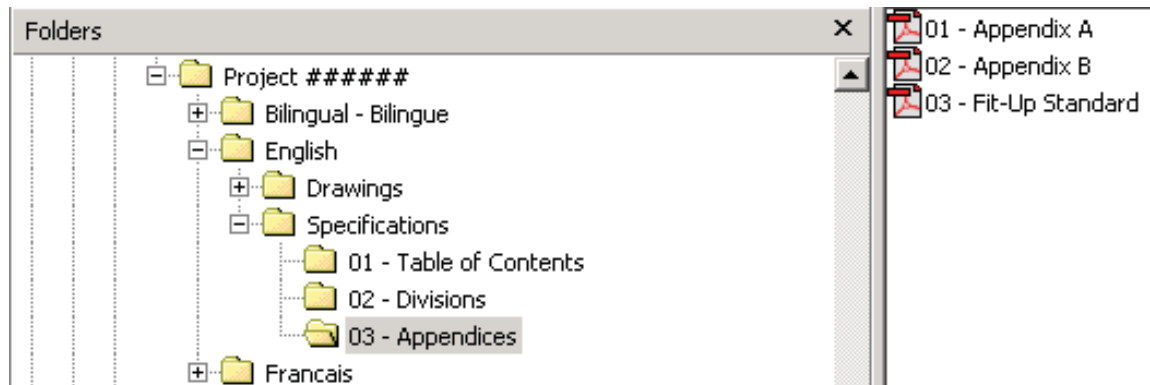 Folders
Project ######
Bilingual - Bilingue
English
Drawings
Specifications
01 - Table of Contents
02 - Divisions
03 - Appendices
Francais
01 - Appendix A
02 - Appendix B
03 - Fit-Up Standard